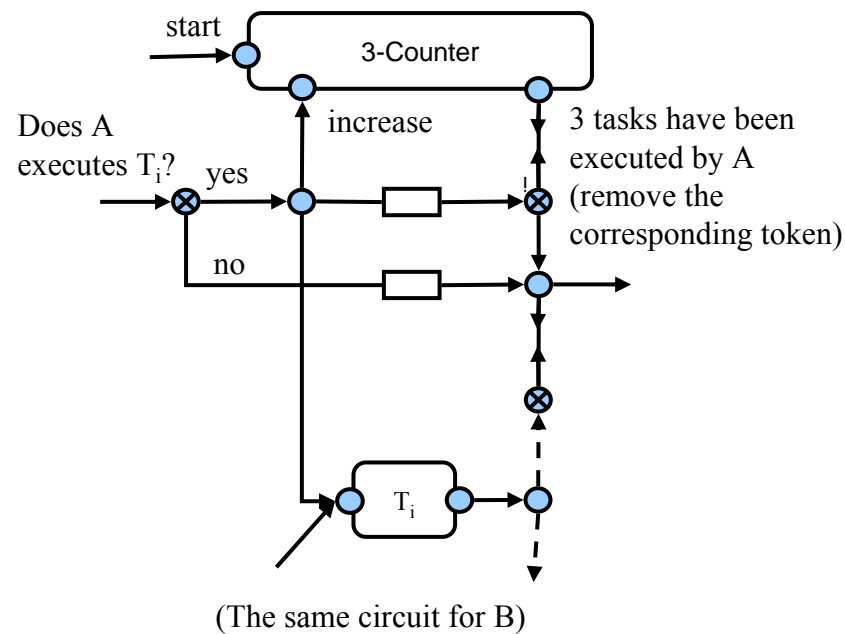 start
3-Counter
Does A
executes Tᵢ?
yes
increase
3 tasks have been
executed by A
(remove the
corresponding token)
!
no
Tᵢ
(The same circuit for B)